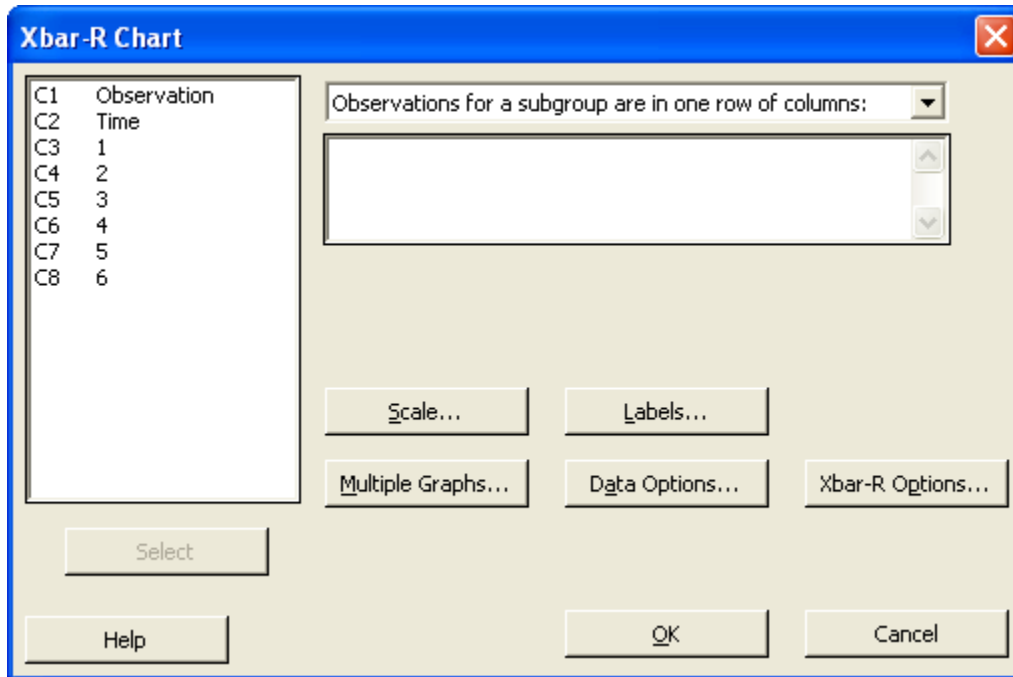 Xbar-R Chart
C1 Observation
C2 Time
C3 1
C4 2
C5 3
C6 4
C7 5
C8 6
Observations for a subgroup are in one row of columns:
Scale...
Labels...
Multiple Graphs...
Data Options...
Xbar-R Options...
Select
Help
OK
Cancel